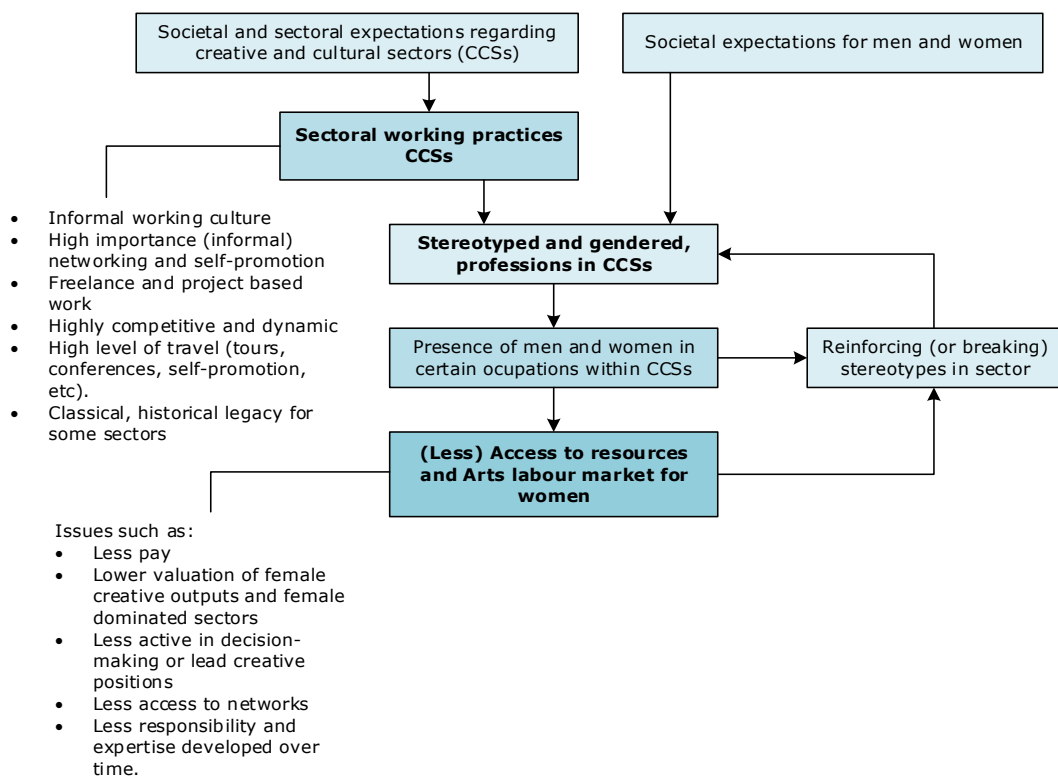 Societal and sectoral expectations regarding
creative and cultural sectors (CCSs)
Societal expectations for men and women
Sectoral working practices
CCSs
• Informal working culture
• High importance (informal)
networking and self-promotion
• Freelance and project based
work
• Highly competitive and dynamic
• High level of travel (tours,
conferences, self-promotion,
etc).
• Classical, historical legacy for
some sectors
Stereotyped and gendered,
professions in CCSs
Presence of men and women in
certain ocupations within CCSs
Reinforcing (or breaking)
stereotypes in sector
(Less) Access to resources
and Arts labour market for
women
Issues such as:
• Less pay
• Lower valuation of female
creative outputs and female
dominated sectors
• Less active in decision-
making or lead creative
positions
• Less access to networks
• Less responsibility and
expertise developed over
time.